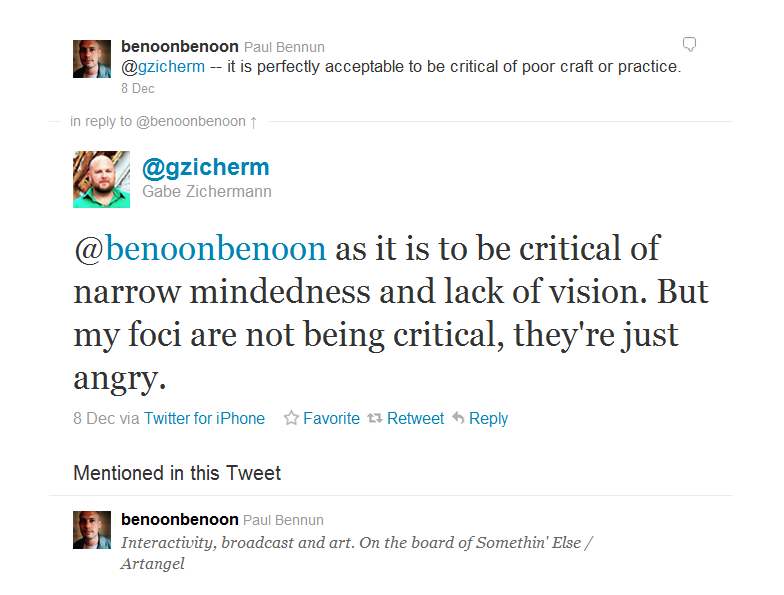 benoonbenoon Paul Bennun
@gzicherm -- it is perfectly acceptable to be critical of poor craft or practice.
8 Dec
in reply to @benoonbenoon ↑
@gzicherm
Gabe Zichermann
@benoonbenoon as it is to be critical of
narrow mindedness and lack of vision. But
my foci are not being critical, they're just
angry.
8 Dec via Twitter for iPhone Favorite Retweet Reply
Mentioned in this Tweet
benoonbenoon Paul Bennun
Interactivity, broadcast and art. On the board of Somethin' Else /
Artangel